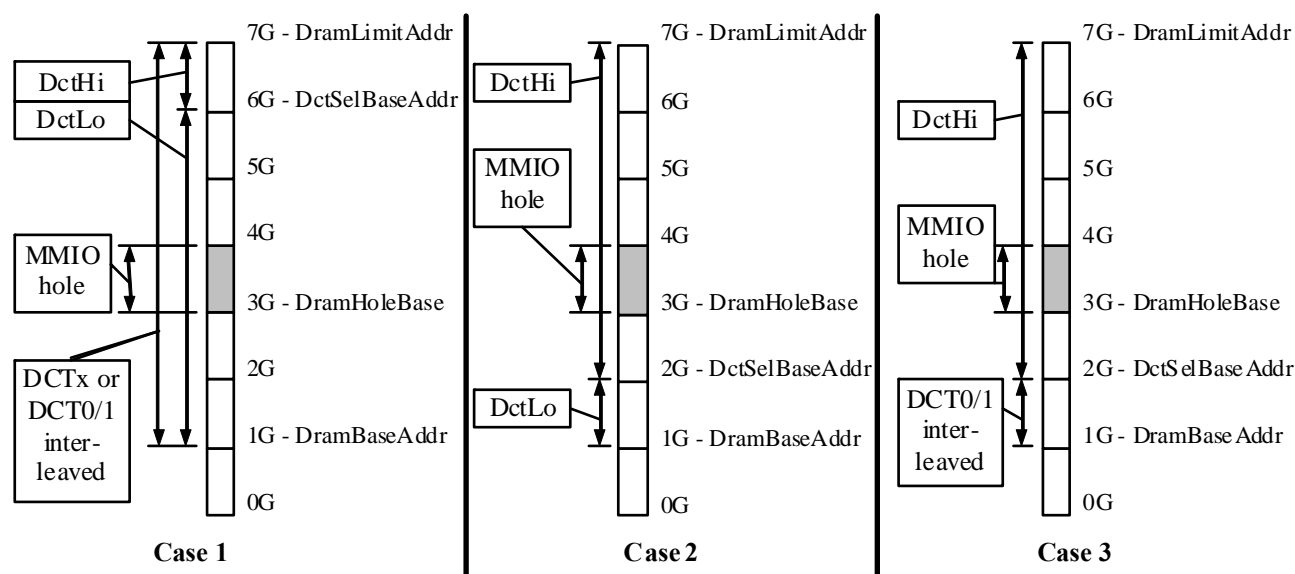 7G - DramLimitAddr
DctHi
6G - DctSelBaseAddr
DctLo
5G
4G
MMIO
hole
3G - DramHoleBase
2G
DCTx or
DCT0/1
inter-
leaved
1G - DramBaseAddr
0G
Case 1
7G - DramLimitAddr
DctHi
6G
MMIO
hole
5G
4G
3G - DramHoleBase
2G - DctSelBaseAddr
DctLo
1G - DramBaseAddr
0G
Case 2
7G - DramLimitAddr
6G
DctHi
5G
MMIO
hole
4G
3G - DramHoleBase
2G - DctSelBaseAddr
DCT0/1
inter-
leaved
1G - DramBaseAddr
0G
Case 3